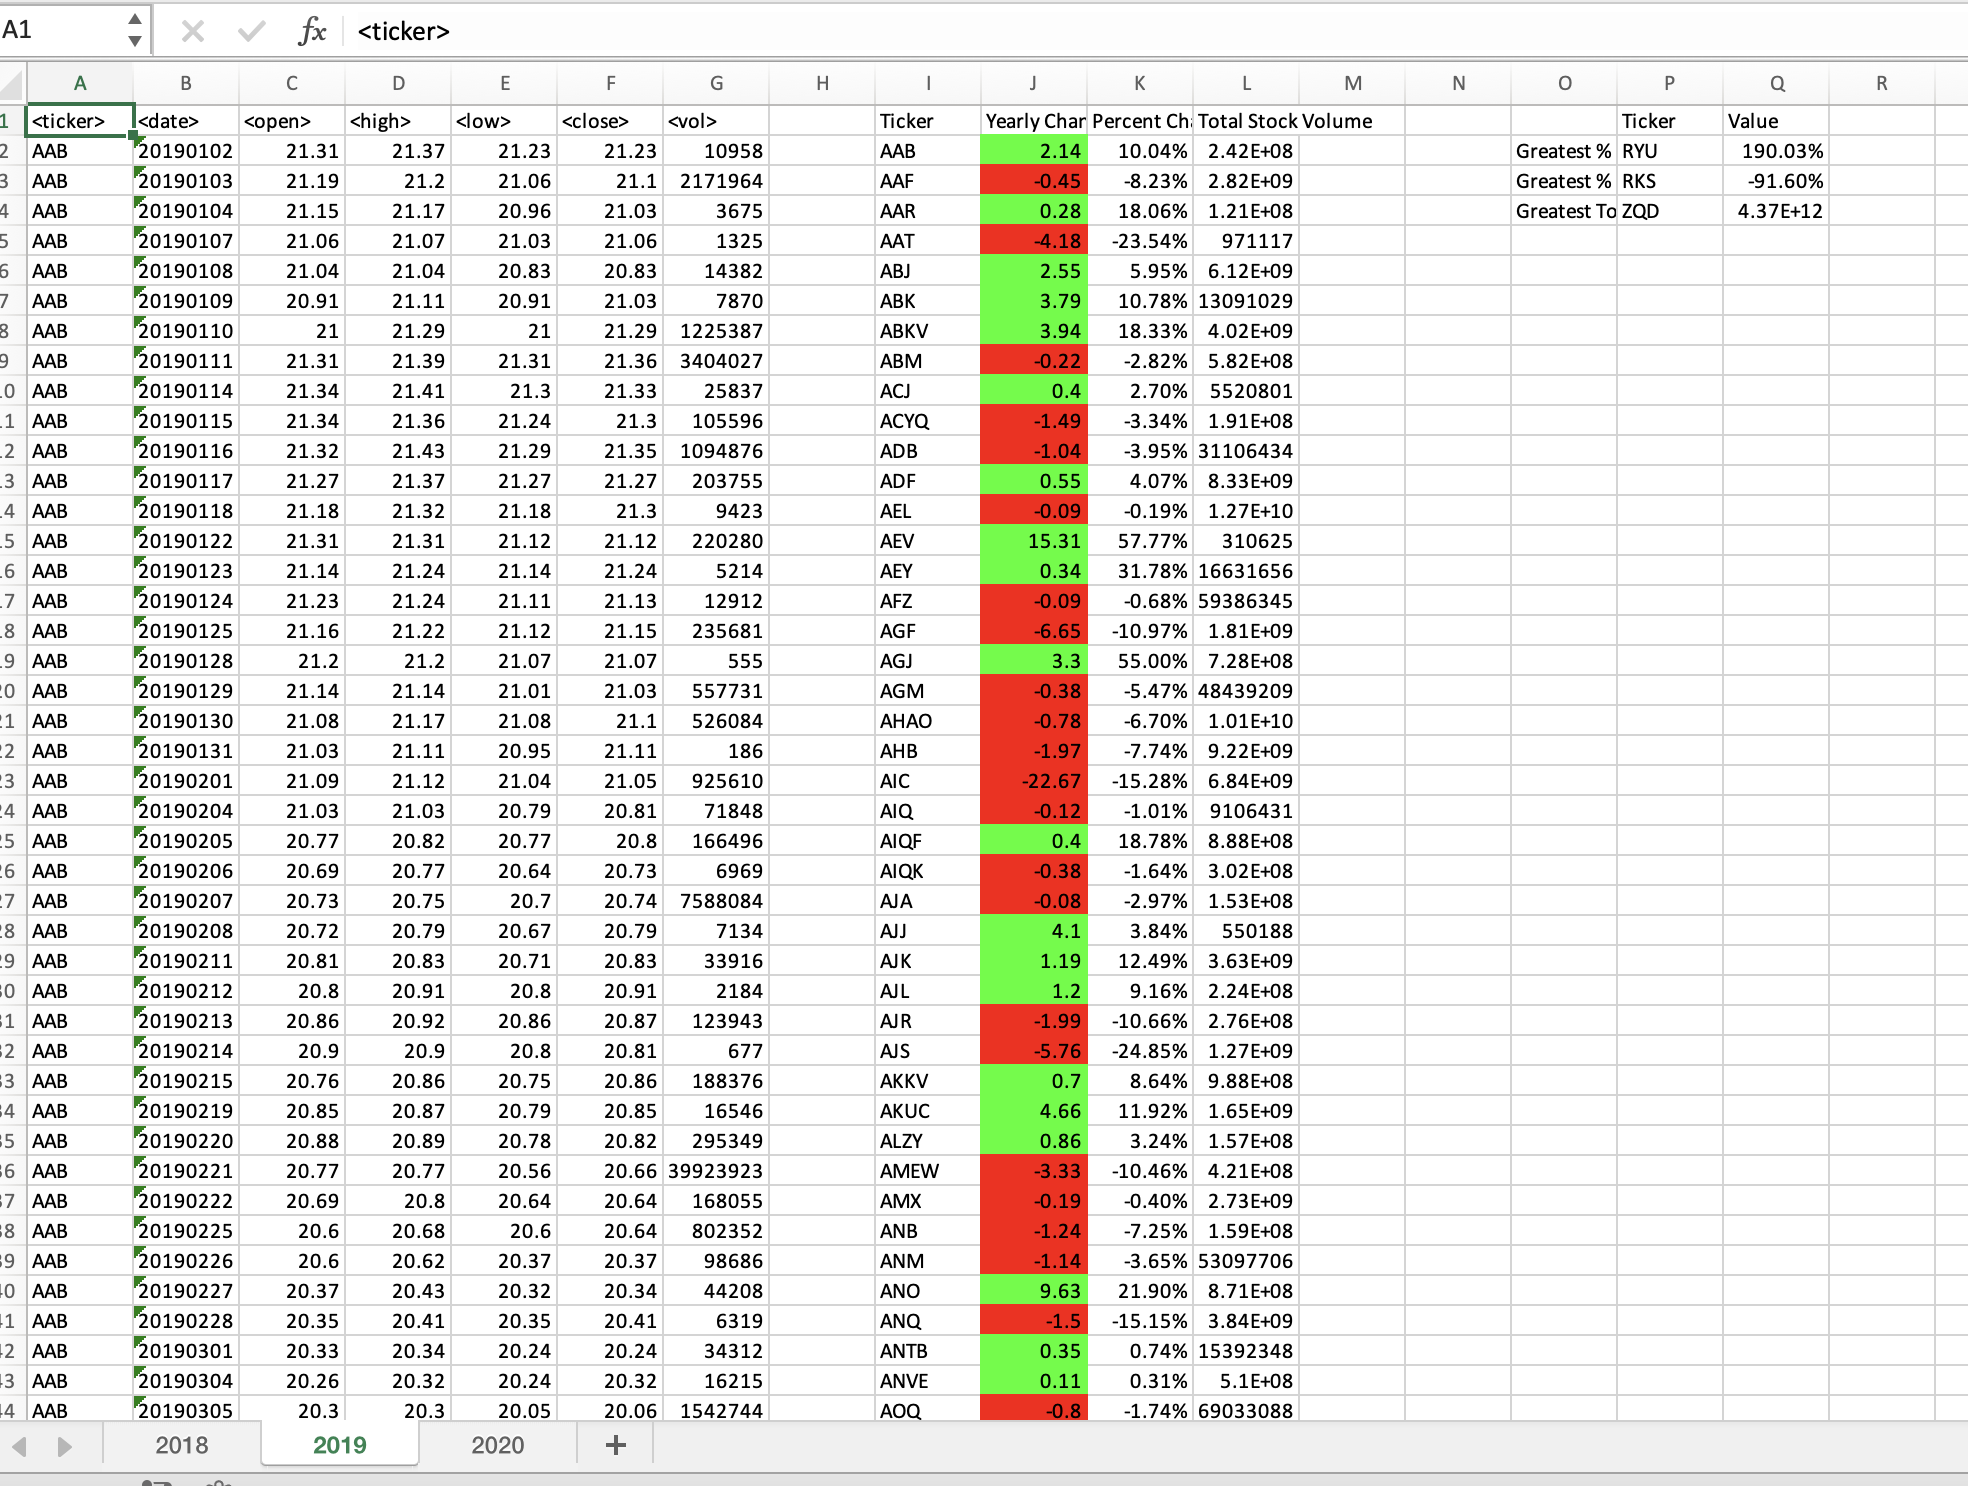 A1 fx <ticker>
A B C D E F G H I J K L M N O P Q R
1 <ticker> <date> <open> <high> <low> <close> <vol> Ticker Yearly Char Percent Ch Total Stock Volume Ticker Value
2 AAB 20190102 21.31 21.37 21.23 21.23 10958 AAB 2.14 10.04% 2.42E+08 Greatest % RYU 190.03%
3 AAB 20190103 21.19 21.2 21.06 21.1 2171964 AAF -0.45 -8.23% 2.82E+09 Greatest % RKS -91.60%
4 AAB 20190104 21.15 21.17 20.96 21.03 3675 AAR 0.28 18.06% 1.21E+08 Greatest To ZQD 4.37E+12
5 AAB 20190107 21.06 21.07 21.03 21.06 1325 AAT -4.18 -23.54% 971117
6 AAB 20190108 21.04 21.04 20.83 20.83 14382 ABJ 2.55 5.95% 6.12E+09
7 AAB 20190109 20.91 21.11 20.91 21.03 7870 ABK 3.79 10.78% 13091029
8 AAB 20190110 21 21.29 21 21.29 1225387 ABKV 3.94 18.33% 4.02E+09
9 AAB 20190111 21.31 21.39 21.31 21.36 3404027 ABM -0.22 -2.82% 5.82E+08
0 AAB 20190114 21.34 21.41 21.3 21.33 25837 ACJ 0.4 2.70% 5520801
1 AAB 20190115 21.34 21.36 21.24 21.3 105596 ACYQ -1.49 -3.34% 1.91E+08
2 AAB 20190116 21.32 21.43 21.29 21.35 1094876 ADB -1.04 -3.95% 31106434
3 AAB 20190117 21.27 21.37 21.27 21.27 203755 ADF 0.55 4.07% 8.33E+09
4 AAB 20190118 21.18 21.32 21.18 21.3 9423 AEL -0.09 -0.19% 1.27E+10
5 AAB 20190122 21.31 21.31 21.12 21.12 220280 AEV 15.31 57.77% 310625
6 AAB 20190123 21.14 21.24 21.14 21.24 5214 AEY 0.34 31.78% 16631656
7 AAB 20190124 21.23 21.24 21.11 21.13 12912 AFZ -0.09 -0.68% 59386345
8 AAB 20190125 21.16 21.22 21.12 21.15 235681 AGF -6.65 -10.97% 1.81E+09
9 AAB 20190128 21.2 21.2 21.07 21.07 555 AGJ 3.3 55.00% 7.28E+08
0 AAB 20190129 21.14 21.14 21.01 21.03 557731 AGM -0.38 -5.47% 48439209
1 AAB 20190130 21.08 21.17 21.08 21.1 526084 AHAO -0.78 -6.70% 1.01E+10
2 AAB 20190131 21.03 21.11 20.95 21.11 186 AHB -1.97 -7.74% 9.22E+09
3 AAB 20190201 21.09 21.12 21.04 21.05 925610 AIC -22.67 -15.28% 6.84E+09
4 AAB 20190204 21.03 21.03 20.79 20.81 71848 AIQ -0.12 -1.01% 9106431
5 AAB 20190205 20.77 20.82 20.77 20.8 166496 AIQF 0.4 18.78% 8.88E+08
6 AAB 20190206 20.69 20.77 20.64 20.73 6969 AIQK -0.38 -1.64% 3.02E+08
7 AAB 20190207 20.73 20.75 20.7 20.74 7588084 AJA -0.08 -2.97% 1.53E+08
8 AAB 20190208 20.72 20.79 20.67 20.79 7134 AJJ 4.1 3.84% 550188
9 AAB 20190211 20.81 20.83 20.71 20.83 33916 AJK 1.19 12.49% 3.63E+09
0 AAB 20190212 20.8 20.91 20.8 20.91 2184 AJL 1.2 9.16% 2.24E+08
1 AAB 20190213 20.86 20.92 20.86 20.87 123943 AJR -1.99 -10.66% 2.76E+08
2 AAB 20190214 20.9 20.9 20.8 20.81 677 AJS -5.76 -24.85% 1.27E+09
3 AAB 20190215 20.76 20.86 20.75 20.86 188376 AKKV 0.7 8.64% 9.88E+08
4 AAB 20190219 20.85 20.87 20.79 20.85 16546 AKUC 4.66 11.92% 1.65E+09
5 AAB 20190220 20.88 20.89 20.78 20.82 295349 ALZY 0.86 3.24% 1.57E+08
6 AAB 20190221 20.77 20.77 20.56 20.66 39923923 AMEW -3.33 -10.46% 4.21E+08
7 AAB 20190222 20.69 20.8 20.64 20.64 168055 AMX -0.19 -0.40% 2.73E+09
8 AAB 20190225 20.6 20.68 20.6 20.64 802352 ANB -1.24 -7.25% 1.59E+08
9 AAB 20190226 20.6 20.62 20.37 20.37 98686 ANM -1.14 -3.65% 53097706
0 AAB 20190227 20.37 20.43 20.32 20.34 44208 ANO 9.63 21.90% 8.71E+08
1 AAB 20190228 20.35 20.41 20.35 20.41 6319 ANQ -1.5 -15.15% 3.84E+09
2 AAB 20190301 20.33 20.34 20.24 20.24 34312 ANTB 0.35 0.74% 15392348
3 AAB 20190304 20.26 20.32 20.24 20.32 16215 ANVE 0.11 0.31% 5.1E+08
4 AAB 20190305 20.3 20.3 20.05 20.06 1542744 AOQ -0.8 -1.74% 69033088
2018 2019 2020 +